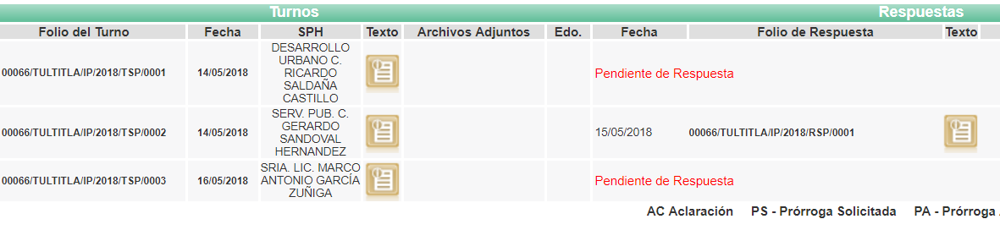 Turnos Respuestas
Folio del Turno Fecha SPH Texto Archivos Adjuntos Edo. Fecha Folio de Respuesta Texto
00066/TULTITLA/IP/2018/TSP/0001 14/05/2018 DESARROLLO
URBANO C.
RICARDO
SALDAÑA
CASTILLO
Pendiente de Respuesta
00066/TULTITLA/IP/2018/TSP/0002 14/05/2018 SERV. PUB. C.
GERARDO
SANDOVAL
HERNANDEZ
15/05/2018 00066/TULTITLA/IP/2018/RSP/0001
00066/TULTITLA/IP/2018/TSP/0003 16/05/2018 SRIA. LIC. MARCO
ANTONIO GARCÍA
ZUÑIGA
Pendiente de Respuesta
AC Aclaración PS - Prórroga Solicitada PA - Prórroga